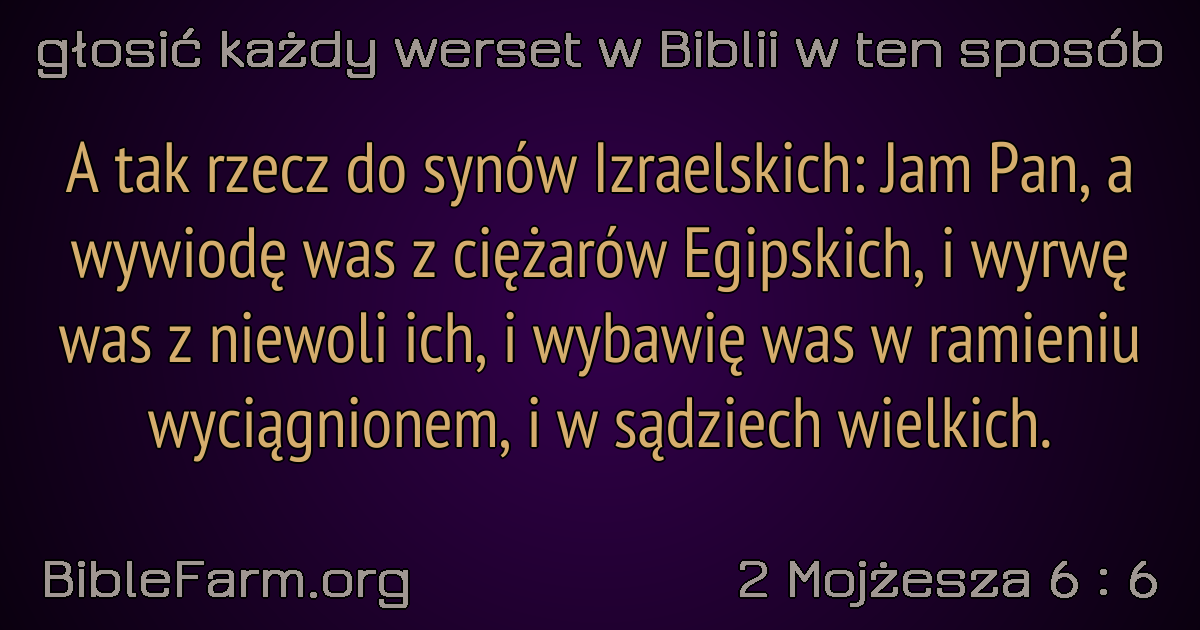 głosić każdy werset w Biblii w ten sposób
A tak rzecz do synów Izraelskich: Jam Pan, a
wywiodę was z ciężarów Egipskich, i wyrwę
was z niewoli ich, i wybawię was w ramieniu
wyciągnionem, i w sądziech wielkich.
BibleFarm.org
2 Mojżesza 6 : 6